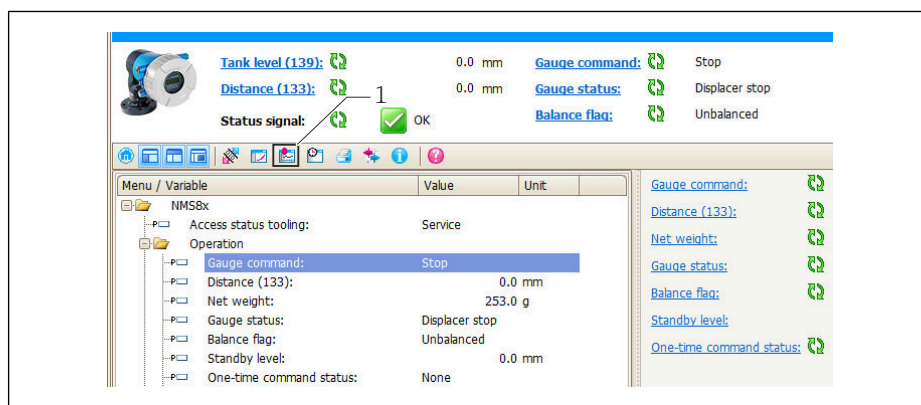 Tank level (139): 0.0 mm Gauge command: Stop
Distance (133): 0.0 mm Gauge status: Displacer stop
1
Status signal: OK Balance flag: Unbalanced
Menu / Variable Value Unit
NMS8x
Access status tooling: Service
Operation
Gauge command: Stop
Distance (133): 0.0 mm
Net weight: 253.0 g
Gauge status: Displacer stop
Balance flag: Unbalanced
Standby level: 0.0 mm
One-time command status: None
Gauge command:
Distance (133):
Net weight:
Gauge status:
Balance flag:
Standby level:
One-time command status: